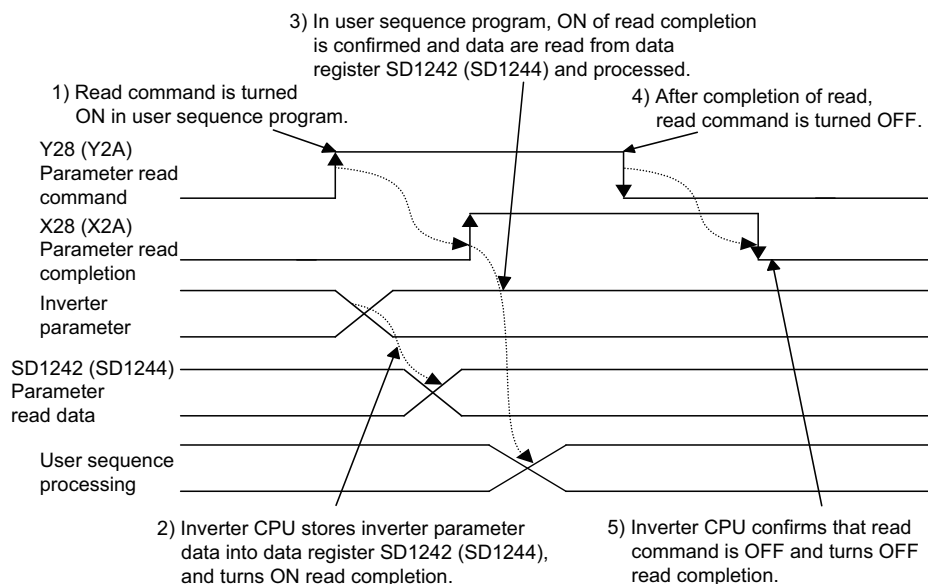 3) In user sequence program, ON of read completion
is confirmed and data are read from data
register SD1242 (SD1244) and processed.
1) Read command is turned
ON in user sequence program.
4) After completion of read,
read command is turned OFF.
Y28 (Y2A)
Parameter read
command
X28 (X2A)
Parameter read
completion
Inverter
parameter
SD1242 (SD1244)
Parameter
read data
User sequence
processing
2) Inverter CPU stores inverter parameter
data into data register SD1242 (SD1244),
and turns ON read completion.
5) Inverter CPU confirms that read
command is OFF and turns OFF
read completion.